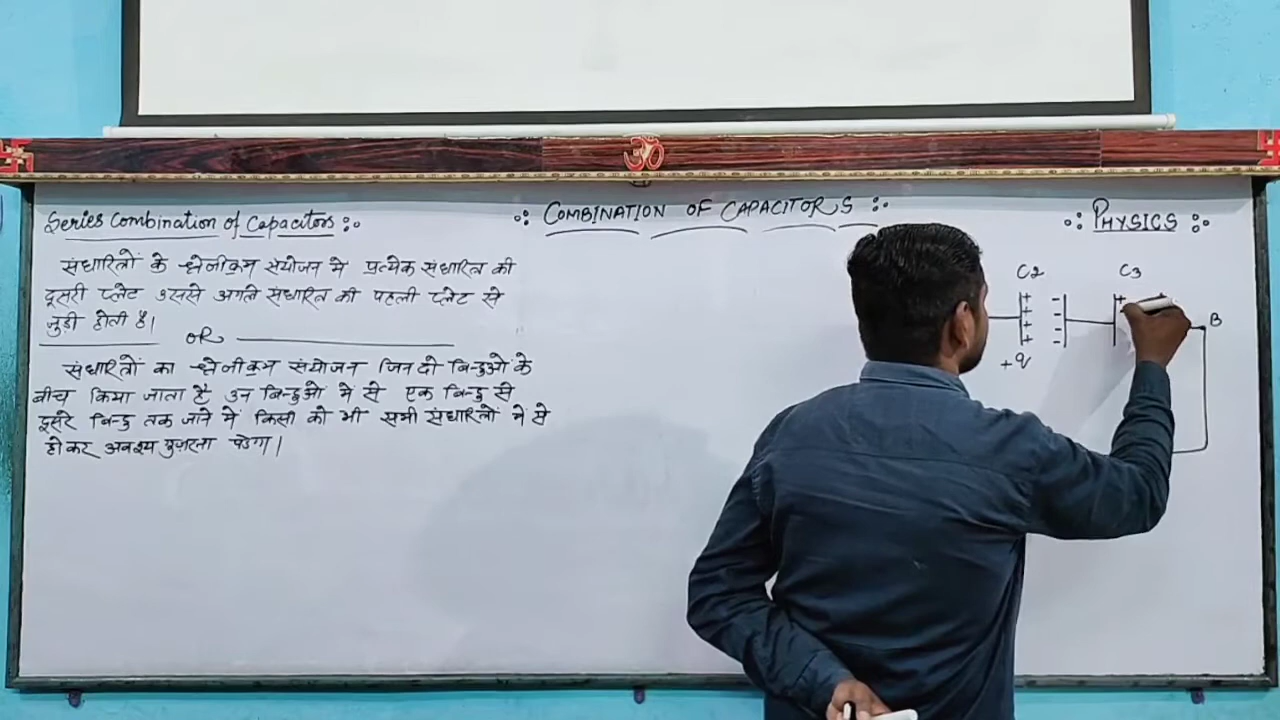 Series Combination of Capacitors :
COMBINATION OF CAPACITORS :
PHYSICS
संधारितों के श्रेणीक्रम संयोजन में प्रत्येक संधारित्र की
दूसरी प्लेट उससे अगले संधारित्र की पहली प्लेट से
जुड़ी होती है।
OR
संधारितों का श्रेणीक्रम संयोजन जिन दो बिन्दुओं के
बीच किया जाता है उन बिन्दुओं में से एक बिन्दु से
दूसरे बिन्दु तक जाने में किसी को भी सभी संधारितों में से
होकर अवश्य गुज़रना पडेगा।
C2
C3
B
+q
ॐ